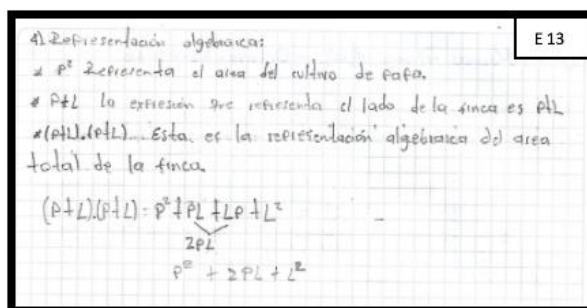 E 13
4) Representación algebraica:
* P² Representa el area del cultivo de papa.
* P+L la expresión que representa el lado de la finca es P+L
* (P+L).(P+L). Esta es la representación algebraica del area
total de la finca.
(P+L).(P+L) = P² + PL + LP + L²
2PL
P² + 2PL + L²